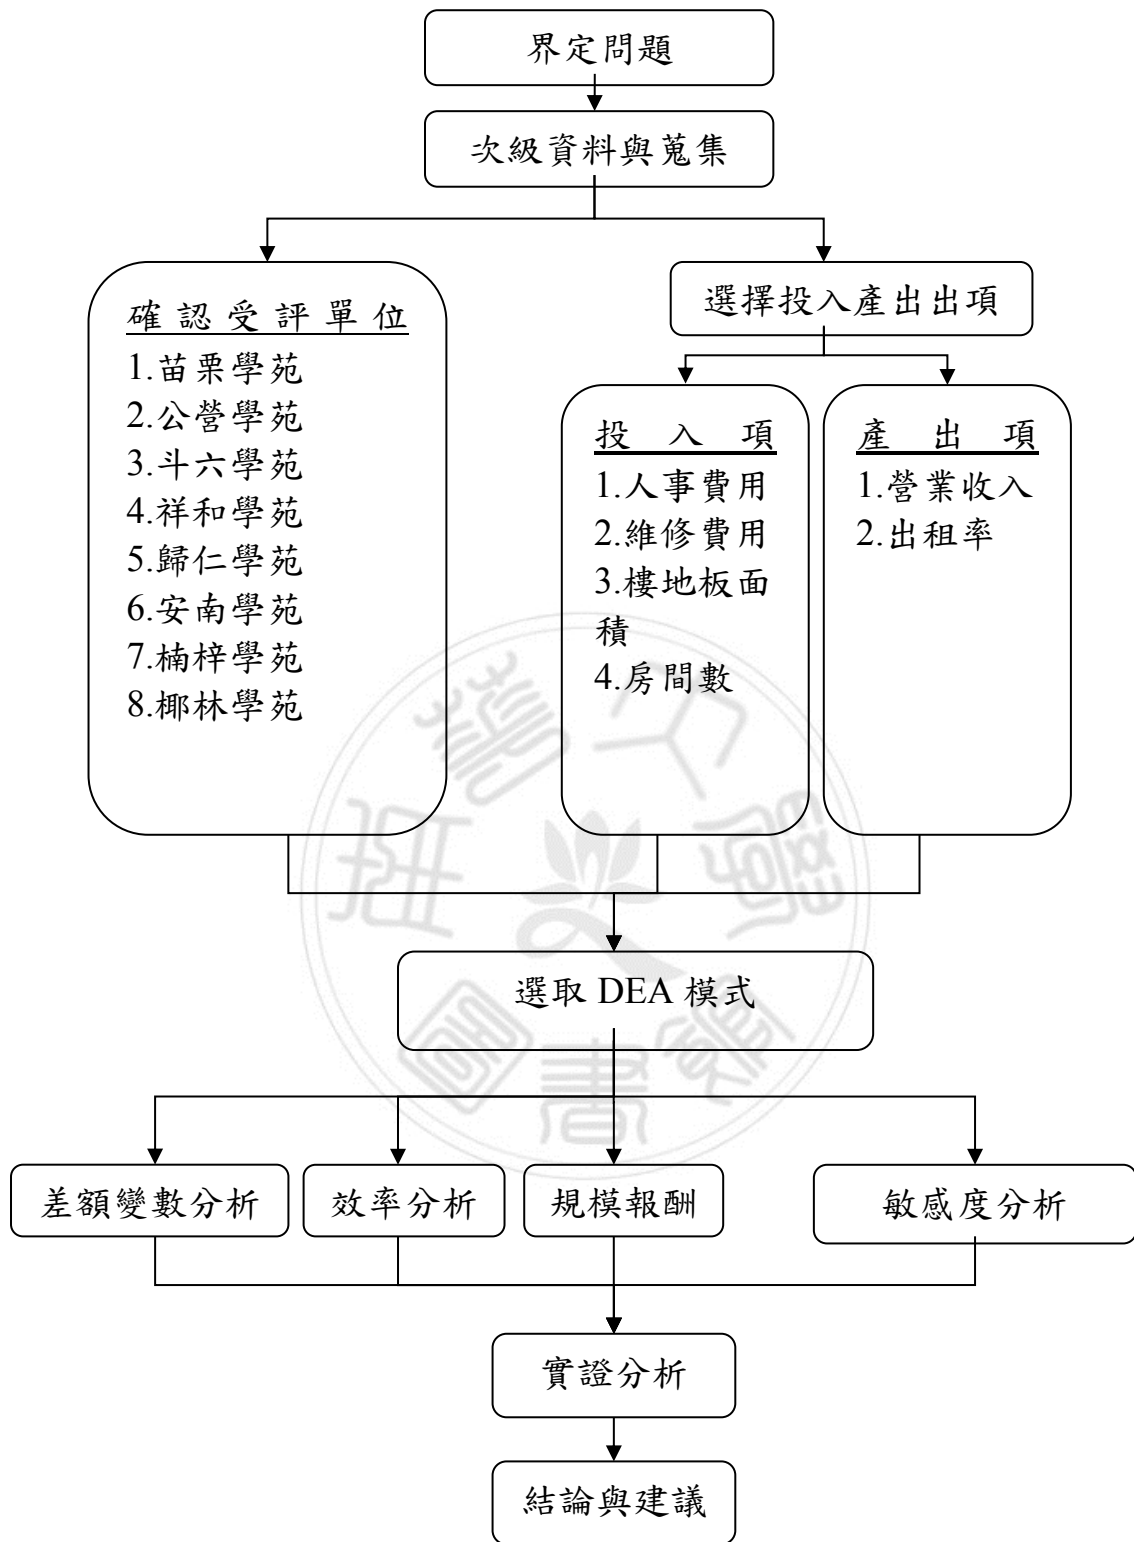 界定問題
次級資料與蒐集
確認受評單位
1.苗栗學苑
2.公營學苑
3.斗六學苑
4.祥和學苑
5.歸仁學苑
6.安南學苑
7.楠梓學苑
8.椰林學苑
選擇投入產出出項
投入項
1.人事費用
2.維修費用
3.樓地板面
積
4.房間數
產出項
1.營業收入
2.出租率
選取 DEA 模式
差額變數分析
效率分析
規模報酬
敏感度分析
實證分析
結論與建議